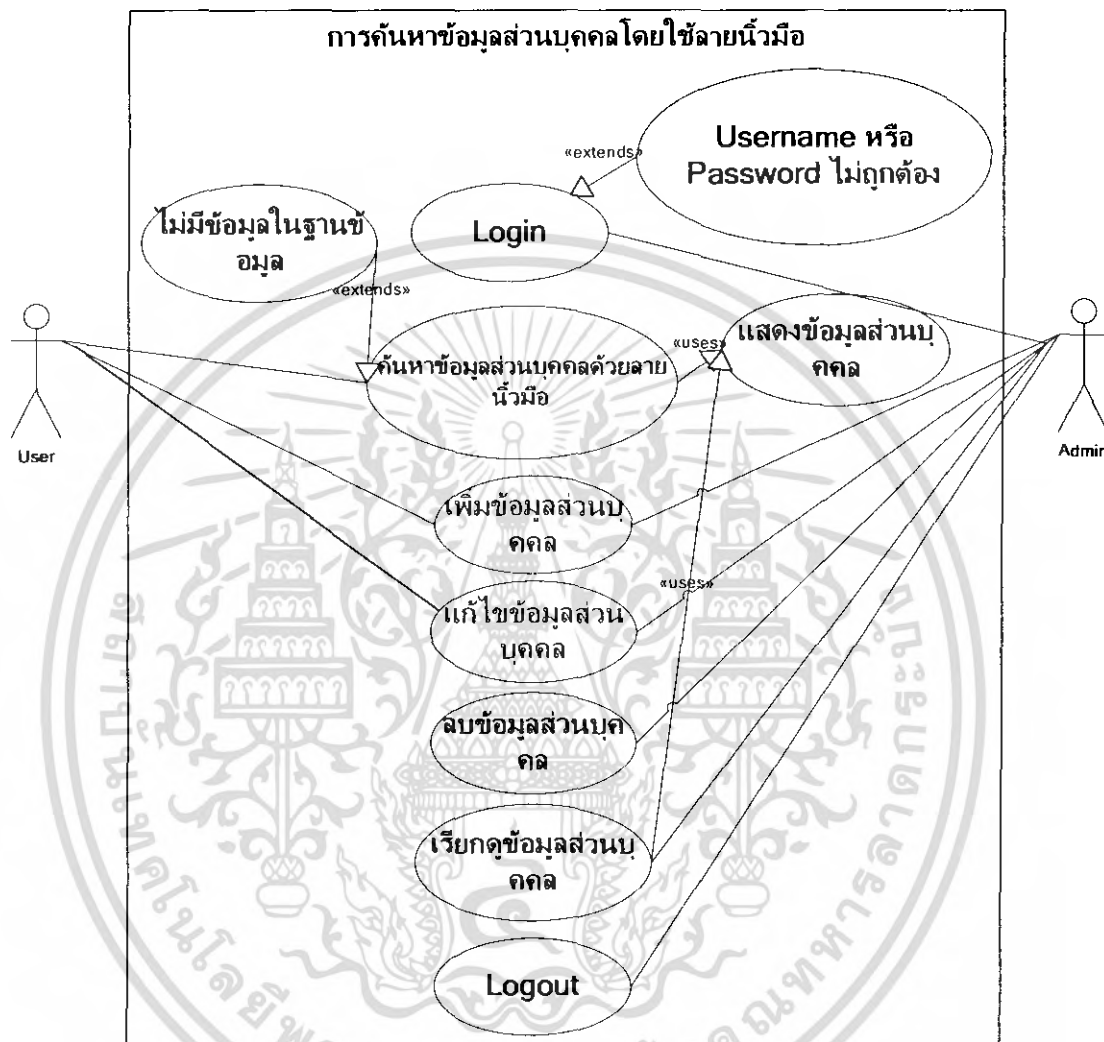 การค้นหาข้อมูลส่วนบุคคลโดยใช้ลายนิ้วมือ
Username หรือ
Password ไม่ถูกต้อง
«extends»
ไม่มีข้อมูลในฐานข้
อมูล
Login
«extends»
แสดงข้อมูลส่วนบุ
คคล
«uses»
ค้นหาข้อมูลส่วนบุคคลด้วยลาย
นิ้วมือ
User
Admin
เพิ่มข้อมูลส่วนบุ
คคล
«uses»
แก้ไขข้อมูลส่วน
บุคคล
ลบข้อมูลส่วนบุค
คล
เรียกดูข้อมูลส่วนบุ
คคล
Logout